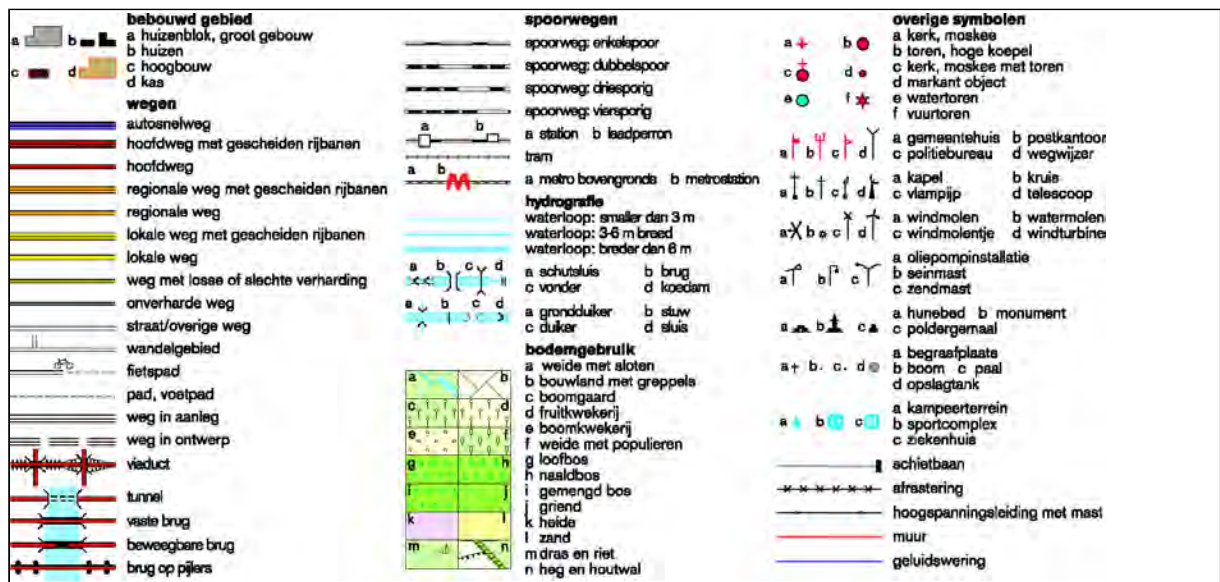 bebouwd gebied
a b a huizenblok, groot gebouw
b huizen
c d c hoogbouw
d kas
wegen
autosnelweg
hoofdweg met gescheiden rijbanen
hoofdweg
regionale weg met gescheiden rijbanen
regionale weg
lokale weg met gescheiden rijbanen
lokale weg
weg met losse of slechte verharding
onverharde weg
straat/overige weg
wandelgebied
fietspad
pad, voetpad
weg in aanleg
weg in ontwerp
viaduct
tunnel
vaste brug
beweegbare brug
brug op pijlers
spoorwegen
spoorweg: enkelspoor
spoorweg: dubbelspoor
spoorweg: driesporig
spoorweg: viersporig
a b
a station b laadperron
tram
a b
a metro bovengronds b metrostation
hydrografie
waterloop: smaller dan 3 m
waterloop: 3-6 m breed
waterloop: breder dan 6 m
a b c d
a schutsluis b brug
c vonder d koedam
a b c d
a grondduiker b stuw
c duiker d sluis
bodemgebruik
a b
a weide met sloten
b bouwland met greppels
c d
c boomgaard
d fruitkwekerij
e f
e boomkwekerij
f weide met populieren
g h
g loofbos
h naaldbos
i j
i gemengd bos
j griend
k l
k heide
l zand
m n
m dras en riet
n heg en houtwal
overige symbolen
a b
a kerk, moskee
b toren, hoge koepel
c d
c kerk, moskee met toren
d markant object
e f
e watertoren
f vuurtoren
a b c d
a gemeentehuis b postkantoor
c politiebureau d wegwijzer
a b c d
a kapel b kruis
c vlampijp d telescoop
a b c d
a windmolen b watermolen
c windmolentje d windturbine
a b c
a oliepompinstallatie
b seinmast
c zendmast
a b c
a hunebed b monument
c poldergemaal
a b c d
a begraafplaats
b boom c paal
d opslagtank
a b c
a kampeerterrein
b sportcomplex
c ziekenhuis
schietbaan
afrastering
hoogspanningsleiding met mast
muur
geluidswering